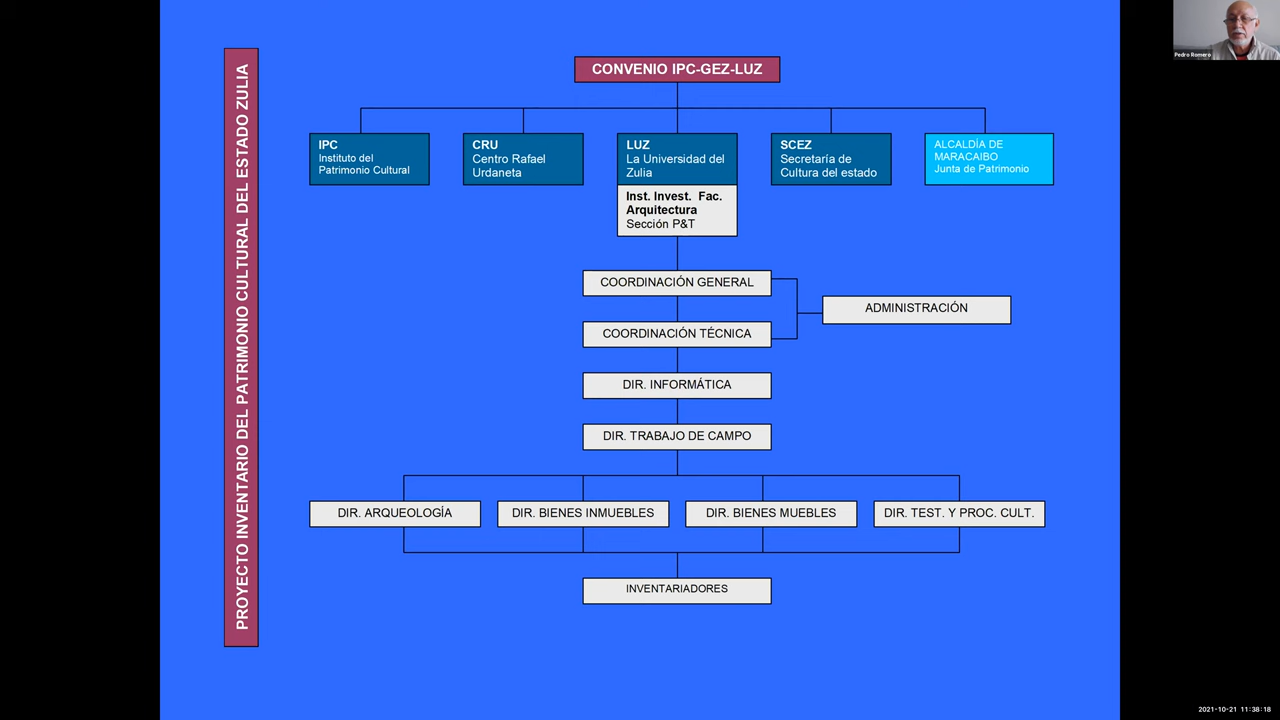 PROYECTO INVENTARIO DEL PATRIMONIO CULTURAL DEL ESTADO ZULIA
CONVENIO IPC-GEZ-LUZ
IPC
Instituto del
Patrimonio Cultural
CRU
Centro Rafael
Urdaneta
LUZ
La Universidad del
Zulia
Inst. Invest. Fac.
Arquitectura
Sección P&T
SCEZ
Secretaría de
Cultura del estado
ALCALDÍA DE
MARACAIBO
Junta de Patrimonio
COORDINACIÓN GENERAL
ADMINISTRACIÓN
COORDINACIÓN TÉCNICA
DIR. INFORMÁTICA
DIR. TRABAJO DE CAMPO
DIR. ARQUEOLOGÍA
DIR. BIENES INMUEBLES
DIR. BIENES MUEBLES
DIR. TEST. Y PROC. CULT.
INVENTARIADORES
Pedro Romero
2021-10-21 11:38:18